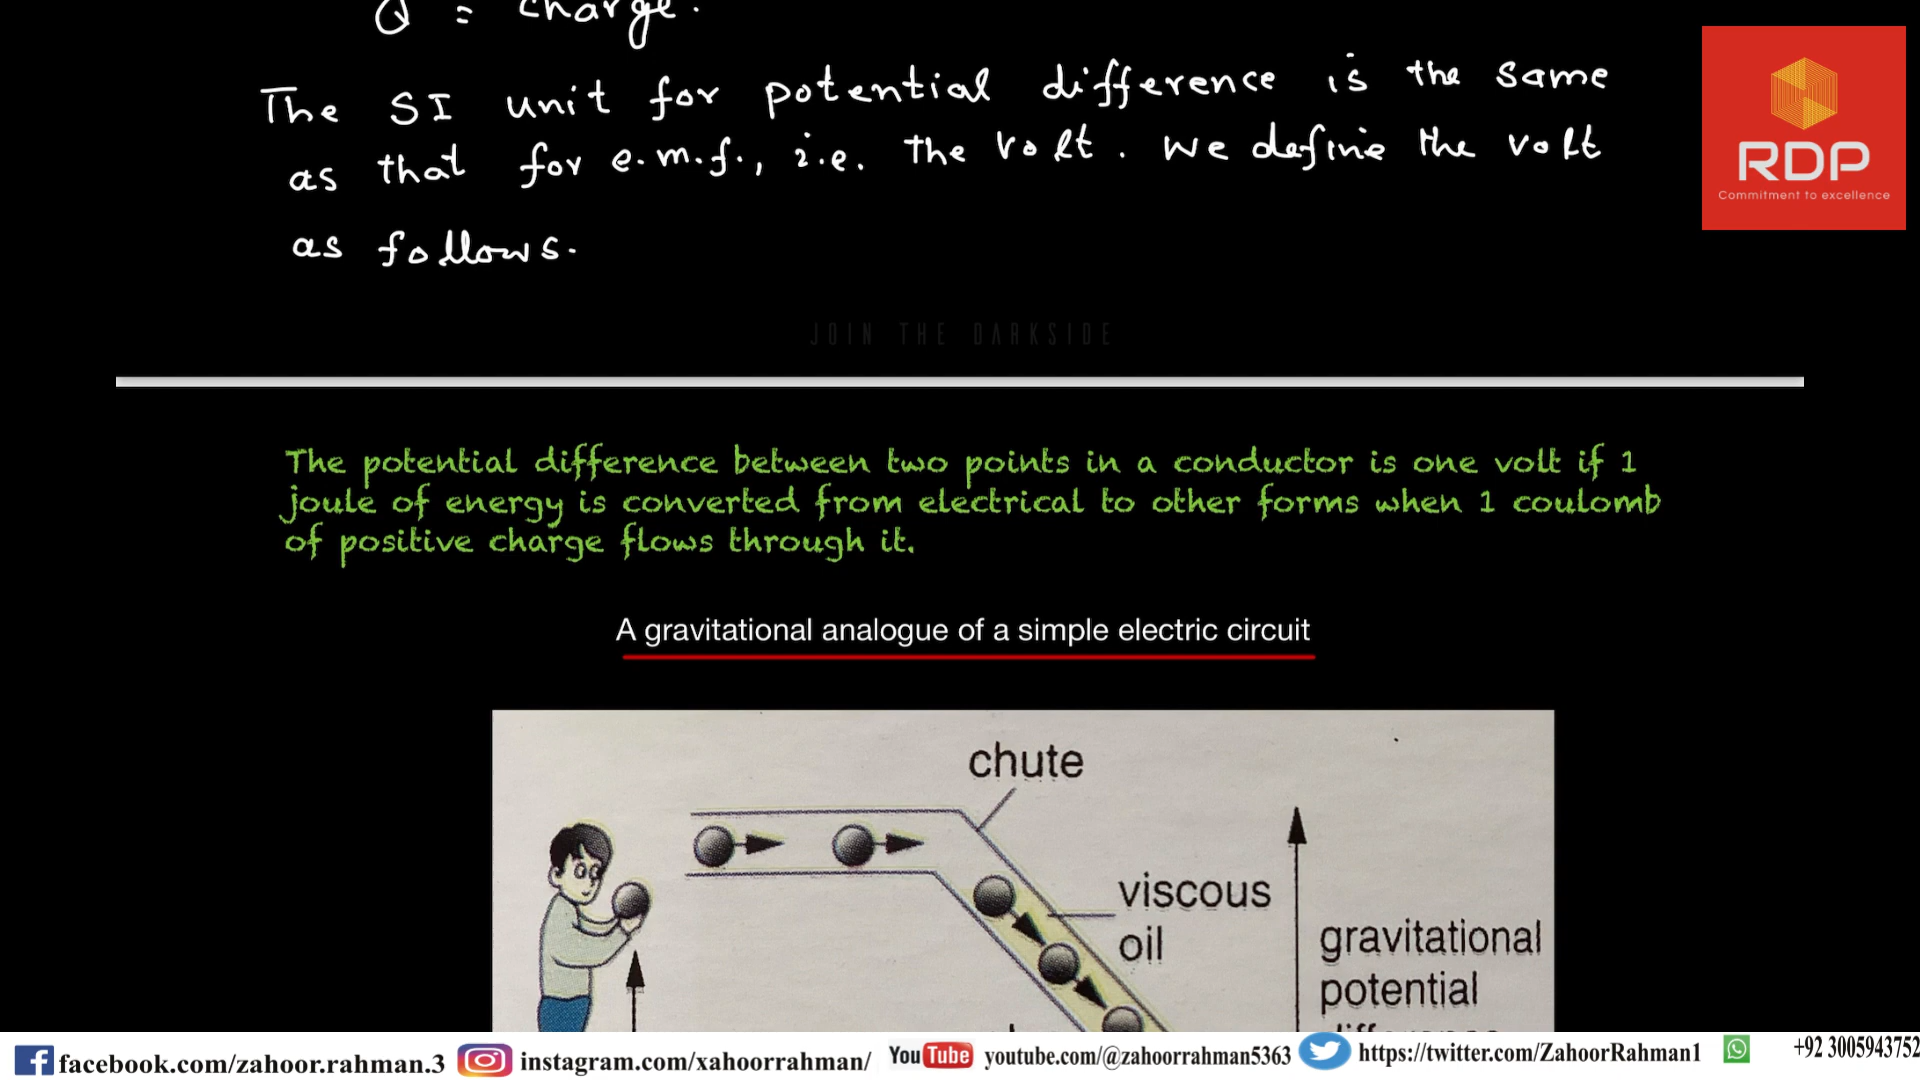 Q = charge.
The SI unit for potential difference is the same
as that for e.m.f., i.e. the volt. We define the volt
as follows.
RDP
Commitment to excellence
JOIN THE DARKSIDE
The potential difference between two points in a conductor is one volt if 1
joule of energy is converted from electrical to other forms when 1 coulomb
of positive charge flows through it.
A gravitational analogue of a simple electric circuit
chute
viscous
oil
gravitational
potential
facebook.com/zahoor.rahman.3 instagram.com/xahoorrahman/ YouTube youtube.com/@zahoorrahman5363 https://twitter.com/ZahoorRahman1 +92 3005943752